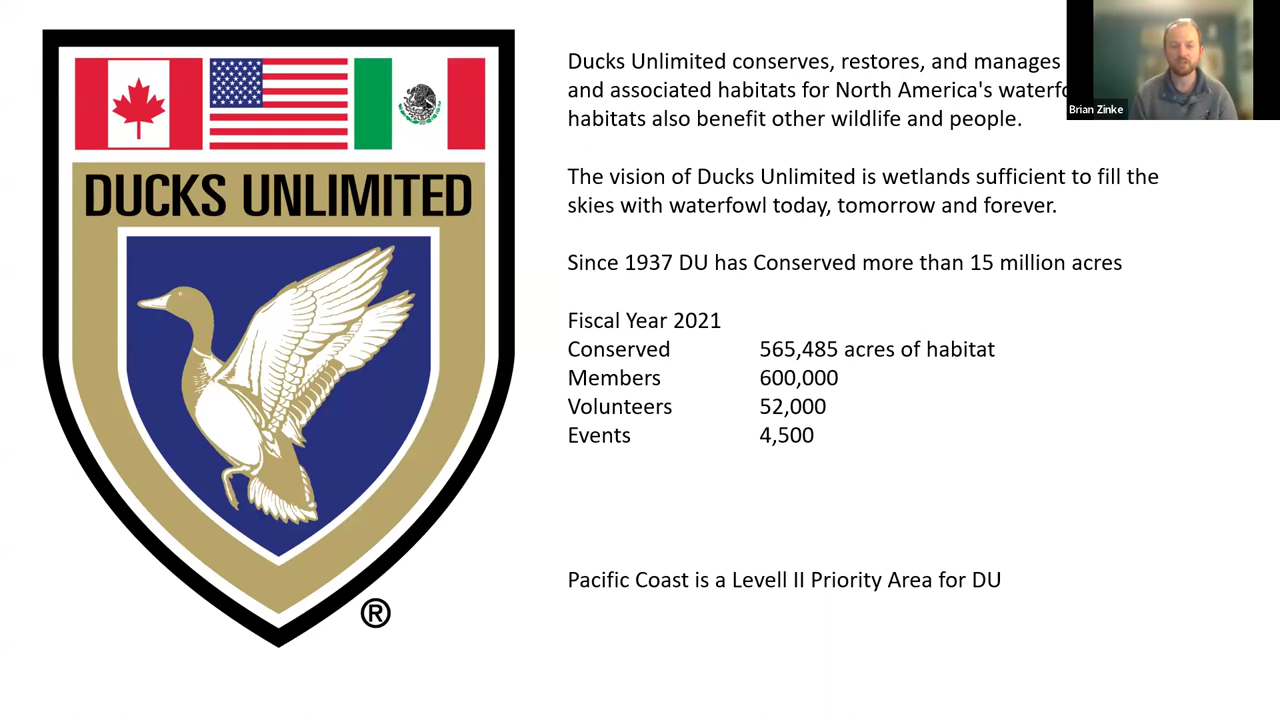 DUCKS UNLIMITED
®
Ducks Unlimited conserves, restores, and manages
and associated habitats for North America's
habitats also benefit other wildlife and people.
The vision of Ducks Unlimited is wetlands sufficient to fill the
skies with waterfowl today, tomorrow and forever.
Since 1937 DU has Conserved more than 15 million acres
Fiscal Year 2021
Conserved 565,485 acres of habitat
Members 600,000
Volunteers 52,000
Events 4,500
Pacific Coast is a Levell II Priority Area for DU
Brian Zinke